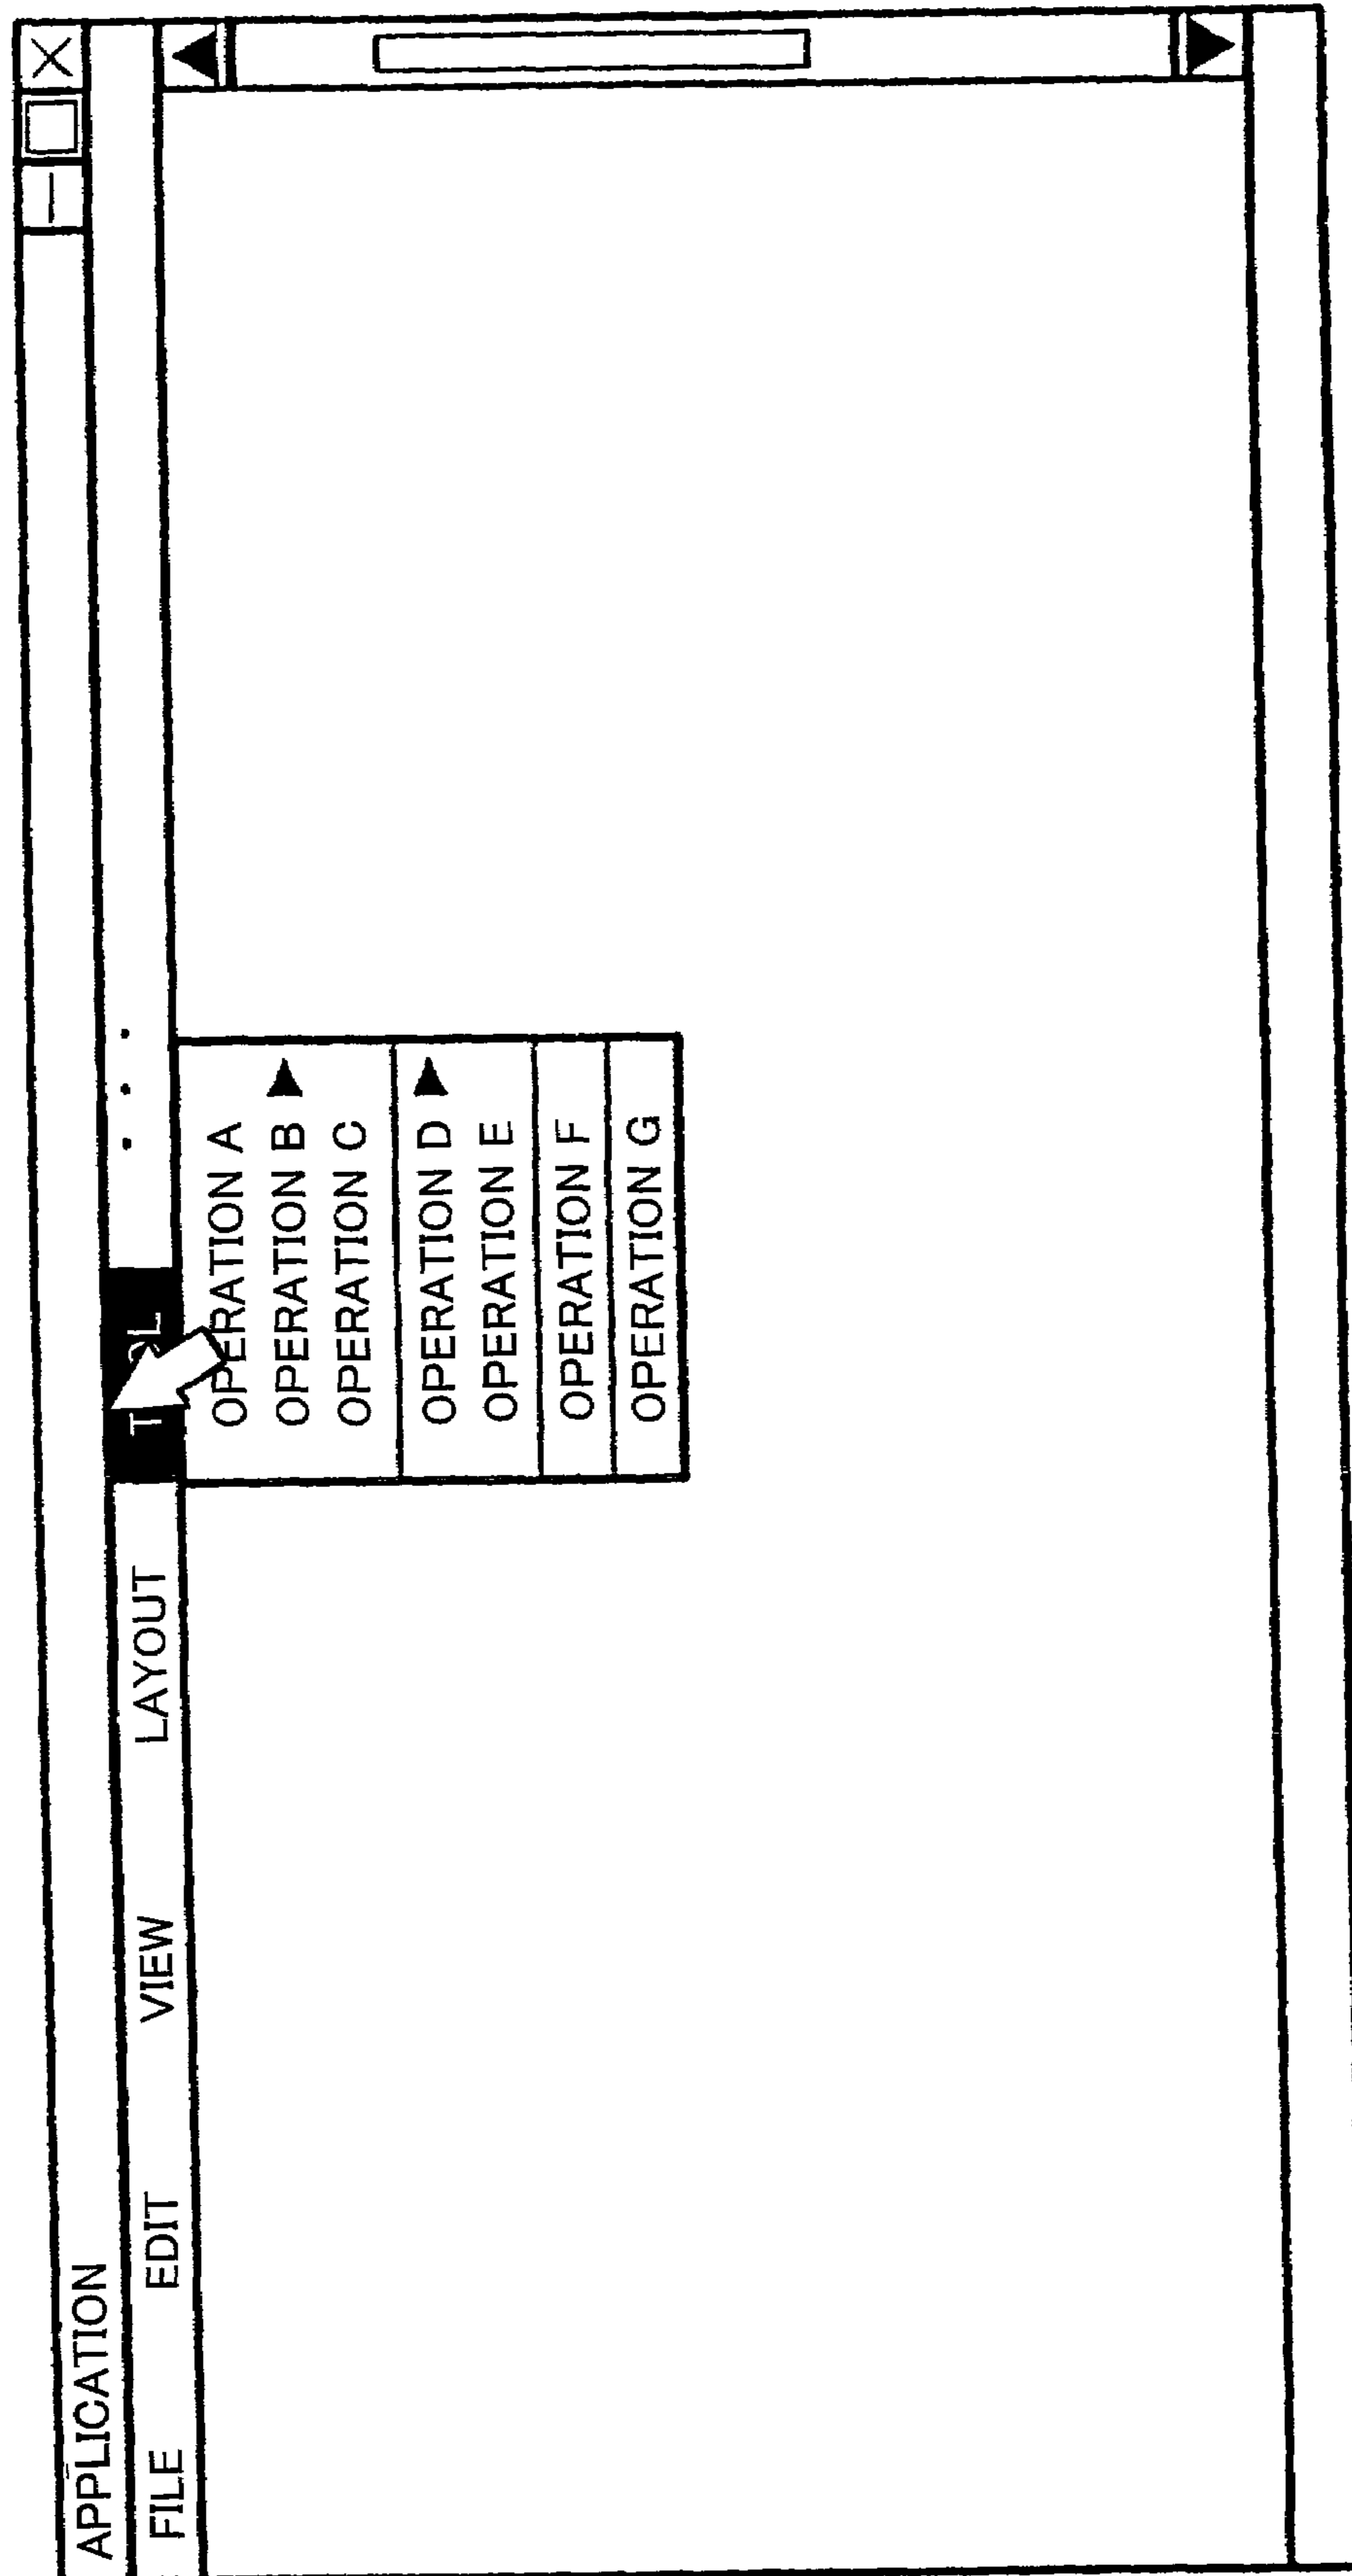 APPLICATION
FILE EDIT VIEW LAYOUT . . .
OPERATION A
OPERATION B
OPERATION C
OPERATION D
OPERATION E
OPERATION F
OPERATION G